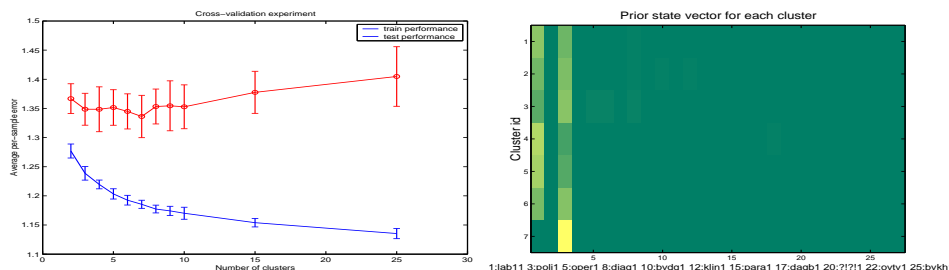 Cross-validation experiment
train performance
test performance
1.5
1.45
1.4
1.35
1.3
1.25
1.2
1.15
1.1
Average per-sample error
0 5 10 15 20 25 30
Number of clusters
Prior state vector for each cluster
1
2
3
4
5
6
7
Cluster id
5 10 15 20 25
1:lab11 3:poli1 5:oper1 8:diag1 10:bydg1 12:klin1 15:para1 17:dagb1 20:?!?!1 22:pvty1 25:bykh